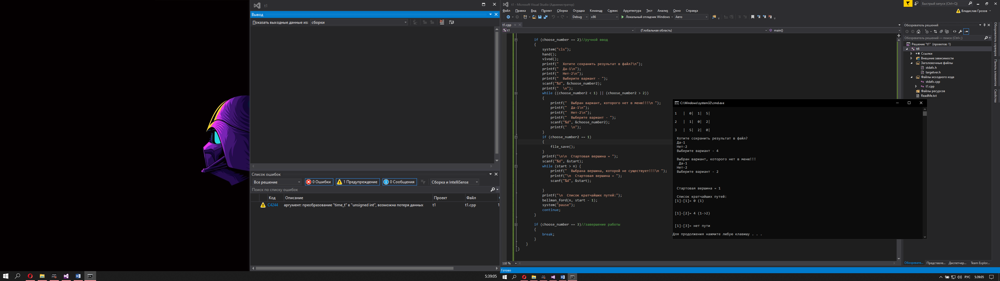 t1
Вывод
Показать выходные данные из: сборки
Список ошибок
Все решение
0 Ошибки
1 Предупреждение
0 Сообщения
Сборка и IntelliSense
Поиск по списку ошибок
Код Описание Проект Файл
C4244 аргумент: преобразование "time_t" в "unsigned int", возможна потеря данных t1 t1.cpp 1
5:39:05
t1 - Microsoft Visual Studio (Администратор)
Быстрый запуск (Ctrl+Q)
Файл Правка Вид Проект Сборка Отладка Команда Сервис Архитектура Тест Анализ Окно Справка
Владислав Грозов
Debug x86 Локальный отладчик Windows Авто
t1.cpp
t1 (Глобальная область) main()
if (choose_number == 2)//ручной ввод
{
system("cls");
hand();
vivod();
printf("  Хотите сохранить результат в файл?\n");
printf("  Да-1\n");
printf("  Нет-2\n");
printf("  Выберите вариант - ");
scanf("%d", &choose_number2);
printf("  \n");
while ((choose_number2 < 1) || (choose_number2 > 2))
{
printf("  Выбран вариант, которого нет в меню!!!\n ");
printf("  Да-1\n");
printf("  Нет-2\n");
printf("  Выберите вариант - ");
scanf("%d", &choose_number2);
printf("  \n");
}
if (choose_number2 == 1)
{
file_save();
}
printf("\n\n  Стартовая вершина = ");
scanf("%d", &start);
while (start > n) {
printf("  Выбрана вершина, которой не существует!!!\n ");
printf("\n  Стартовая вершина = ");
scanf("%d", &start);
}
printf("\n  Список кратчайших путей:");
bellman_ford(n, start - 1);
system("pause");
continue;
}
if (choose_number == 3)//завершение работы
{
break;
}
}
}
110 %
Готово
C:\Windows\system32\cmd.exe
1 | 0| 1| 5|
2 | 1| 0| 2|
3 | 5| 2| 0|
Хотите сохранить результат в файл?
Да-1
Нет-2
Выберите вариант - 4
Выбран вариант, которого нет в меню!!!
Да-1
Нет-2
Выберите вариант - 2
Стартовая вершина = 1
Список кратчайших путей:
[1]-[1]= 0 (1)
[1]-[2]= 4 (1->2)
[1]-[3]= нет пути
Для продолжения нажмите любую клавишу . . .
Обозреватель решений
Обозреватель решений — поиск (Ctrl+;)
Решение "t1" (проектов: 1)
t1
Ссылки
Внешние зависимости
Заголовочные файлы
stdafx.h
targetver.h
Файлы исходного кода
stdafx.cpp
t1.cpp
Файлы ресурсов
ReadMe.txt
Обозревате... Представле... Диспетчер... Team Explor...
Обозреватель серверов
Панель элементов
Свойства
РУС 5:39:05